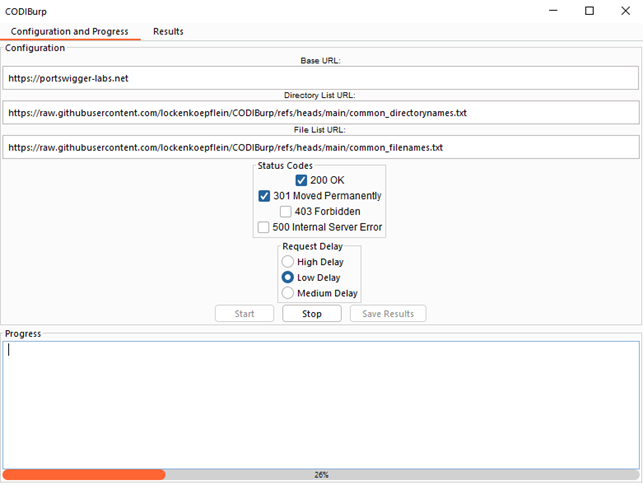 CODIBurp
Configuration and Progress Results
Configuration
Base URL:
https://portswigger-labs.net
Directory List URL:
https://raw.githubusercontent.com/lockenkoepflein/CODIBurp/refs/heads/main/common_directorynames.txt
File List URL:
https://raw.githubusercontent.com/lockenkoepflein/CODIBurp/refs/heads/main/common_filenames.txt
Status Codes
200 OK
301 Moved Permanently
403 Forbidden
500 Internal Server Error
Request Delay
High Delay
Low Delay
Medium Delay
Start Stop Save Results
Progress
26%